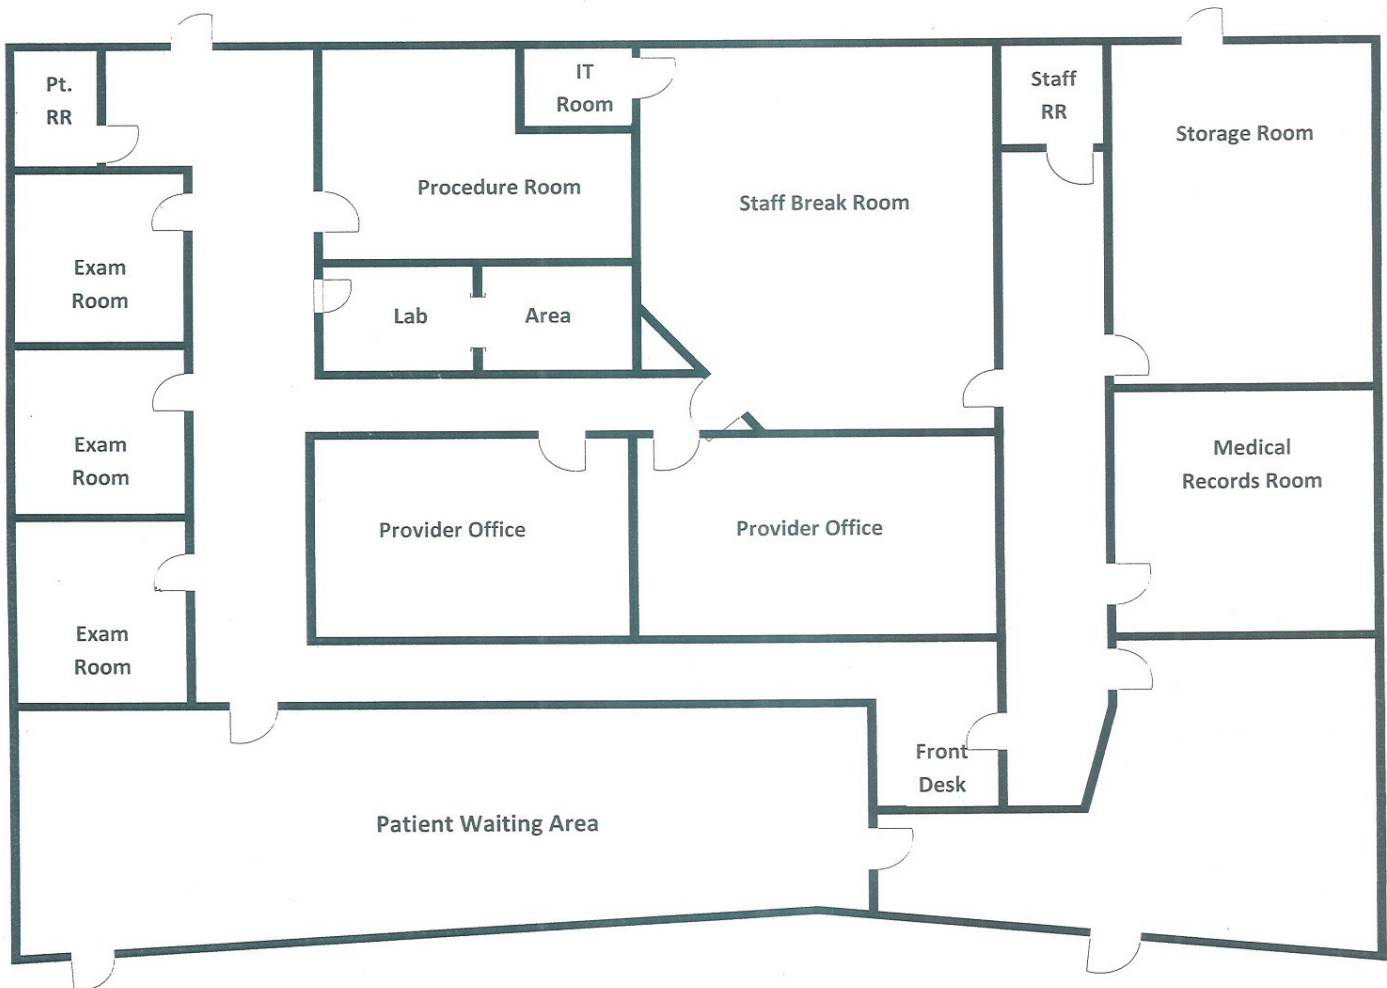 Pt.
RR
IT
Room
Staff
RR
Storage Room
Procedure Room
Staff Break Room
Exam
Room
Lab
Area
Exam
Room
Medical
Records Room
Provider Office
Provider Office
Exam
Room
Front
Desk
Patient Waiting Area